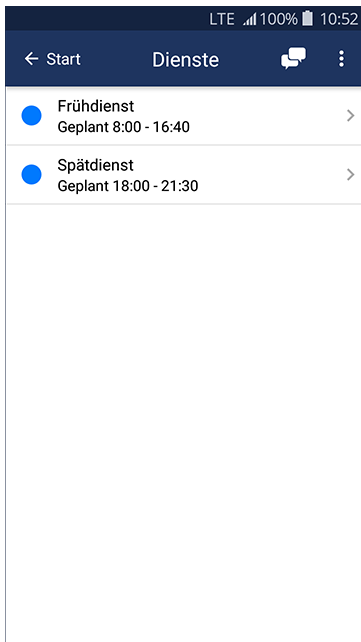 LTE 100% 10:52
Start Dienste
Frühdienst
Geplant 8:00 - 16:40
Spätdienst
Geplant 18:00 - 21:30